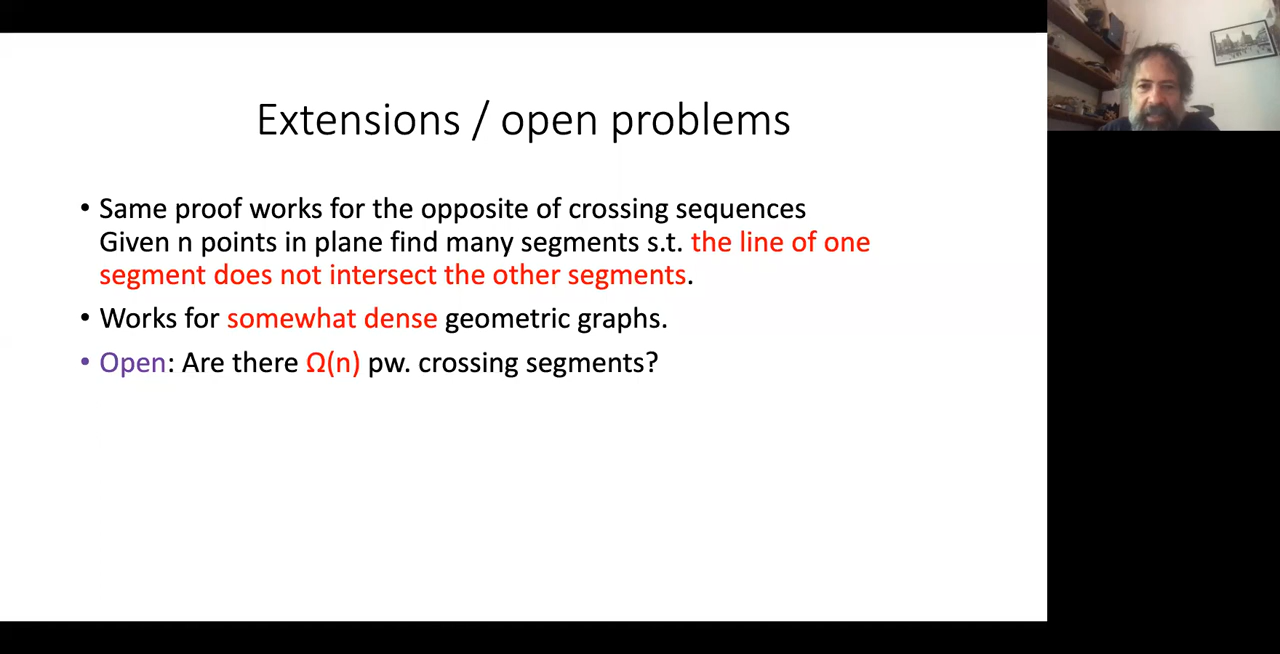 Extensions / open problems
• Same proof works for the opposite of crossing sequences
Given n points in plane find many segments s.t. the line of one
segment does not intersect the other segments.
• Works for somewhat dense geometric graphs.
• Open: Are there Ω(n) pw. crossing segments?